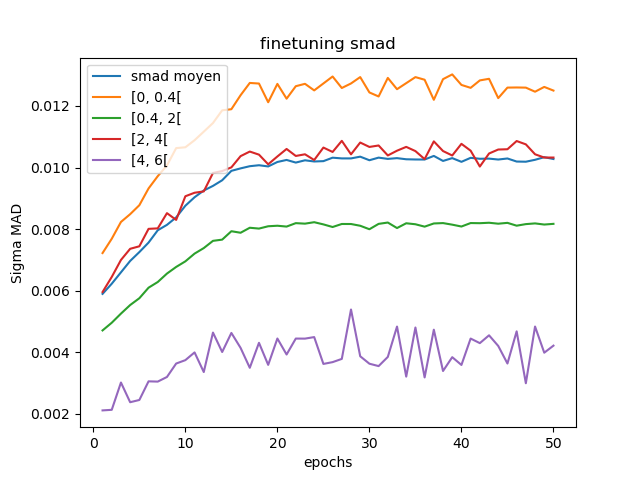 finetuning smad
smad moyen
[0, 0.4[
[0.4, 2[
[2, 4[
[4, 6[
0.012
0.010
0.008
0.006
0.004
0.002
Sigma MAD
0 10 20 30 40 50
epochs